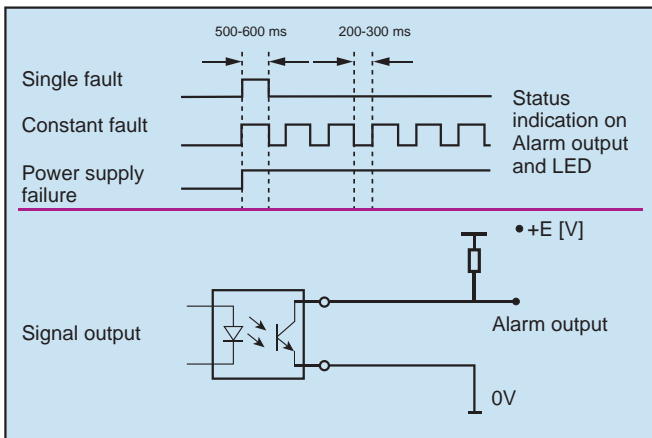 500-600 ms
200-300 ms
Single fault
Constant fault
Power supply
failure
Status
indication on
Alarm output
and LED
+E [V]
Signal output
Alarm output
0V